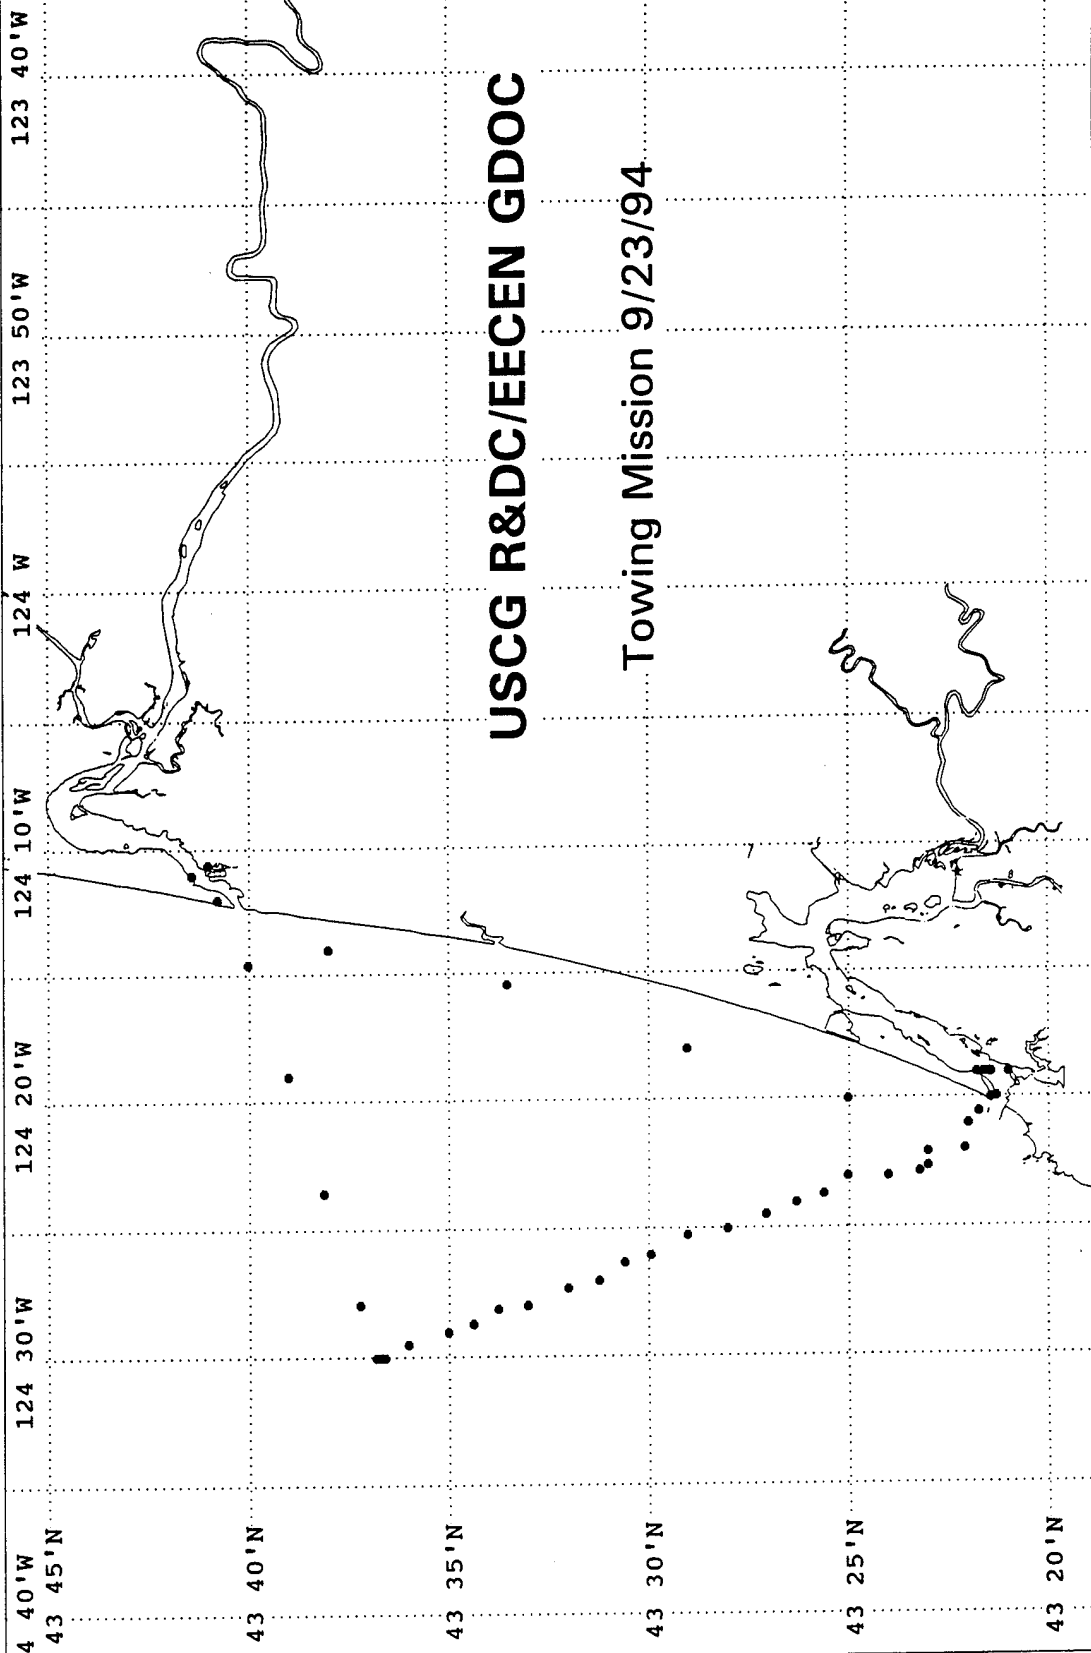 USCG R&DC/EECEN GDOC
Towing Mission 9/23/94
4 40'W
124 30'W
124 20'W
124 10'W
124 W
123 50'W
123 40'W
43 45'N
43 40'N
43 35'N
43 30'N
43 25'N
43 20'N